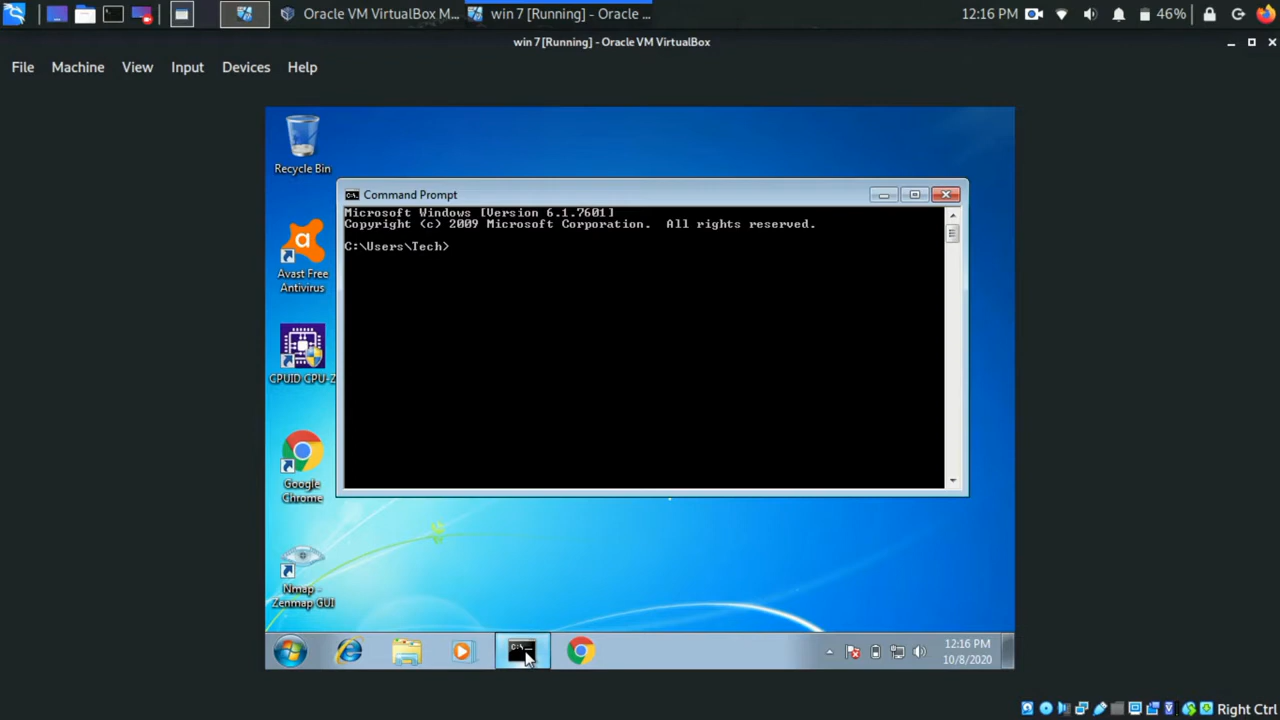 Oracle VM VirtualBox M...
win 7 [Running] - Oracle ...
12:16 PM
46%
win 7 [Running] - Oracle VM VirtualBox
File Machine View Input Devices Help
Recycle Bin
Command Prompt
Microsoft Windows [Version 6.1.7601]
Copyright (c) 2009 Microsoft Corporation. All rights reserved.
C:\Users\Tech>
Avast Free
Antivirus
CPUID CPU-Z
Google
Chrome
Nmap -
Zenmap GUI
C:\
12:16 PM
10/8/2020
Right Ctrl